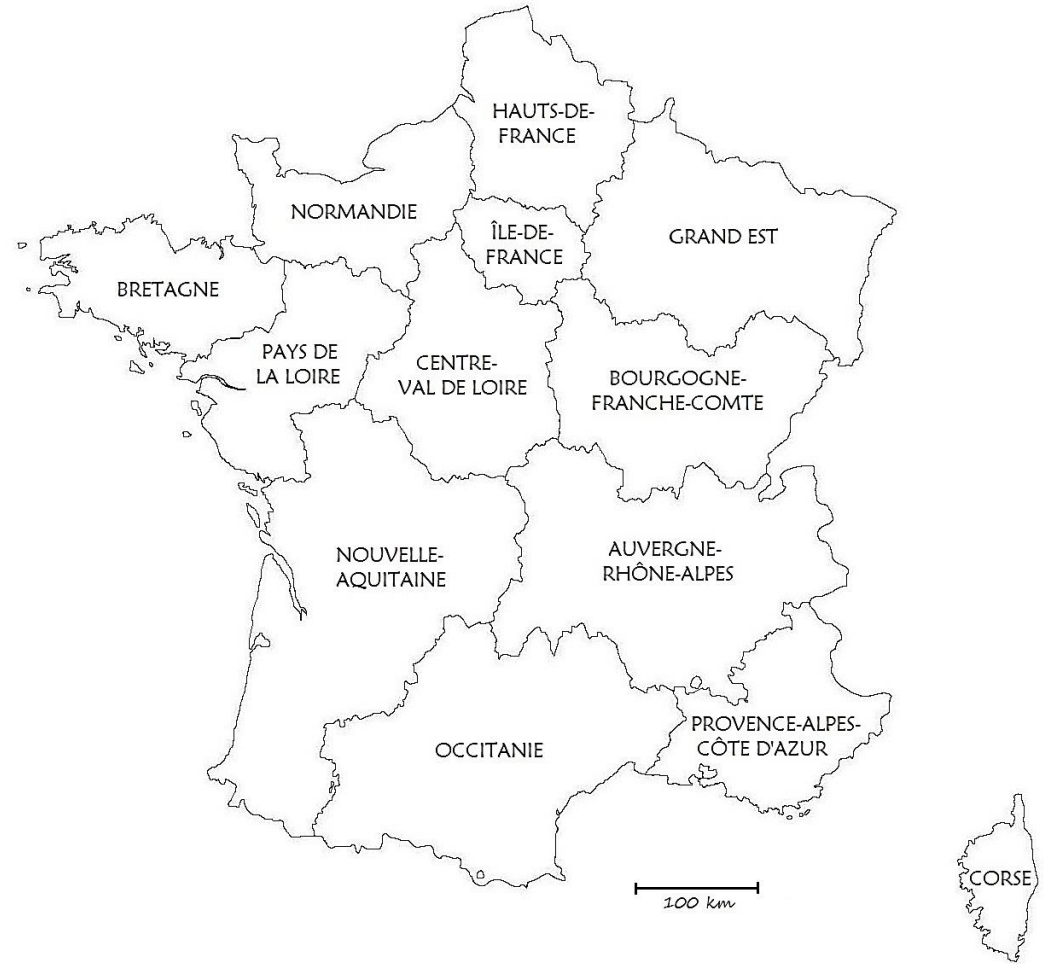 HAUTS-DE-
FRANCE
NORMANDIE
ÎLE-DE-
FRANCE
GRAND EST
BRETAGNE
PAYS DE
LA LOIRE
CENTRE-
VAL DE LOIRE
BOURGOGNE-
FRANCHE-COMTE
NOUVELLE-
AQUITAINE
AUVERGNE-
RHÔNE-ALPES
OCCITANIE
PROVENCE-ALPES-
CÔTE D'AZUR
CORSE
100 km